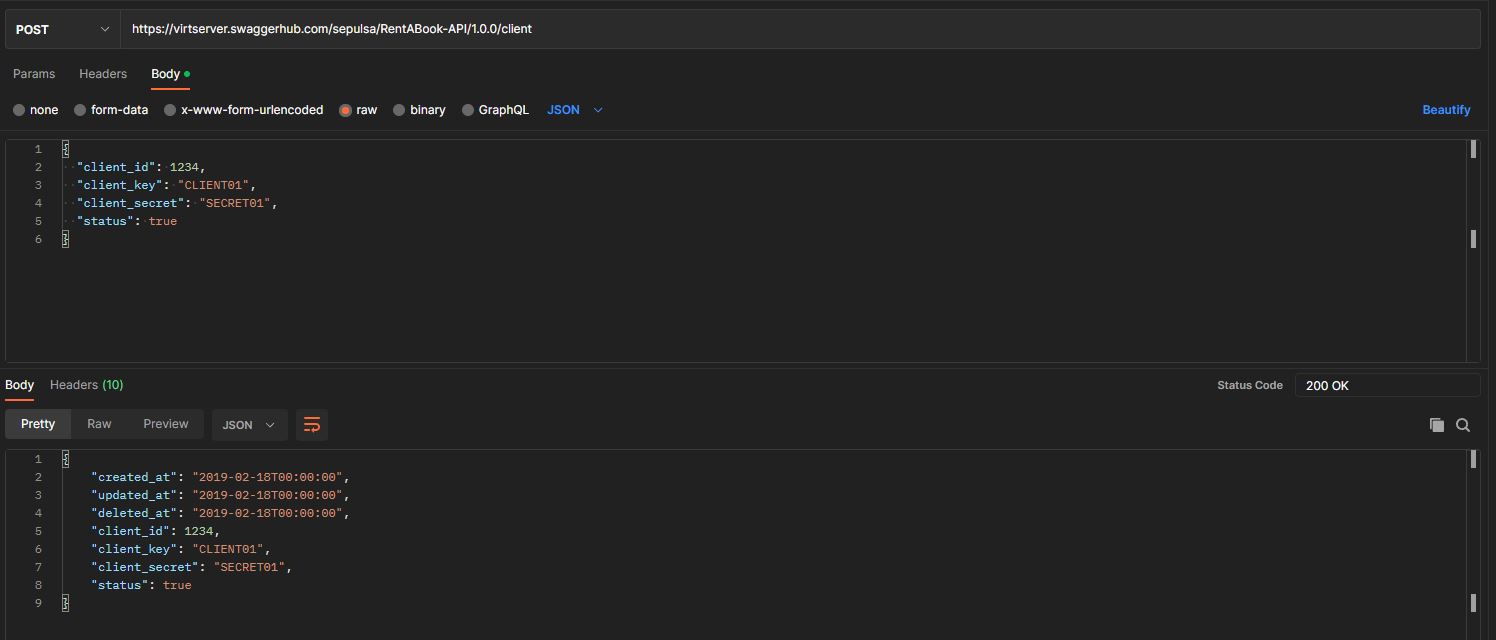 POST https://virtserver.swaggerhub.com/sepulsa/RentABook-API/1.0.0/client
Params Headers Body
none form-data x-www-form-urlencoded raw binary GraphQL JSON Beautify
1 {
2 "client_id": 1234,
3 "client_key": "CLIENT01",
4 "client_secret": "SECRET01",
5 "status": true
6 }
Body Headers (10) Status Code 200 OK
Pretty Raw Preview JSON
1 {
2 "created_at": "2019-02-18T00:00:00",
3 "updated_at": "2019-02-18T00:00:00",
4 "deleted_at": "2019-02-18T00:00:00",
5 "client_id": 1234,
6 "client_key": "CLIENT01",
7 "client_secret": "SECRET01",
8 "status": true
9 }